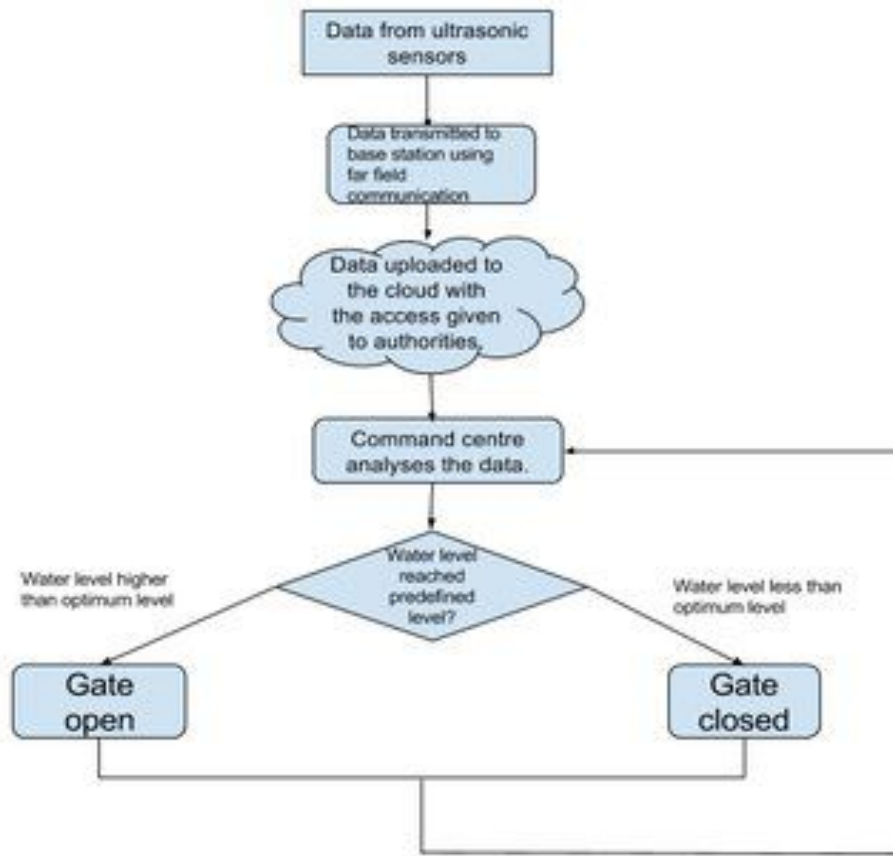 Data from ultrasonic
sensors
Data transmitted to
base station using
far field
communication
Data uploaded to
the cloud with
the access given
to authorities.
Command centre
analyses the data.
Water level
reached
predefined
level?
Water level higher
than optimum level
Water level less than
optimum level
Gate
open
Gate
closed